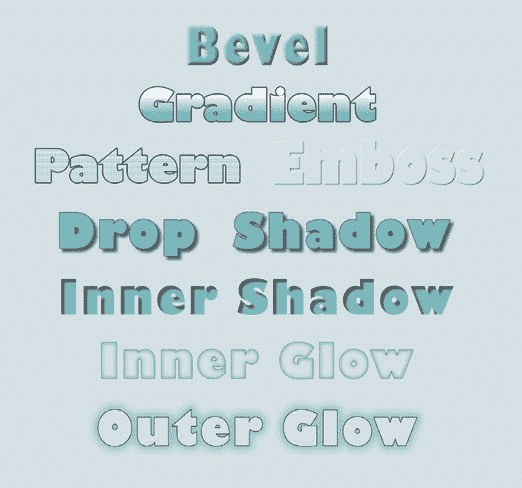 Bevel
Gradient
Pattern Emboss
Drop Shadow
Inner Shadow
Inner Glow
Outer Glow